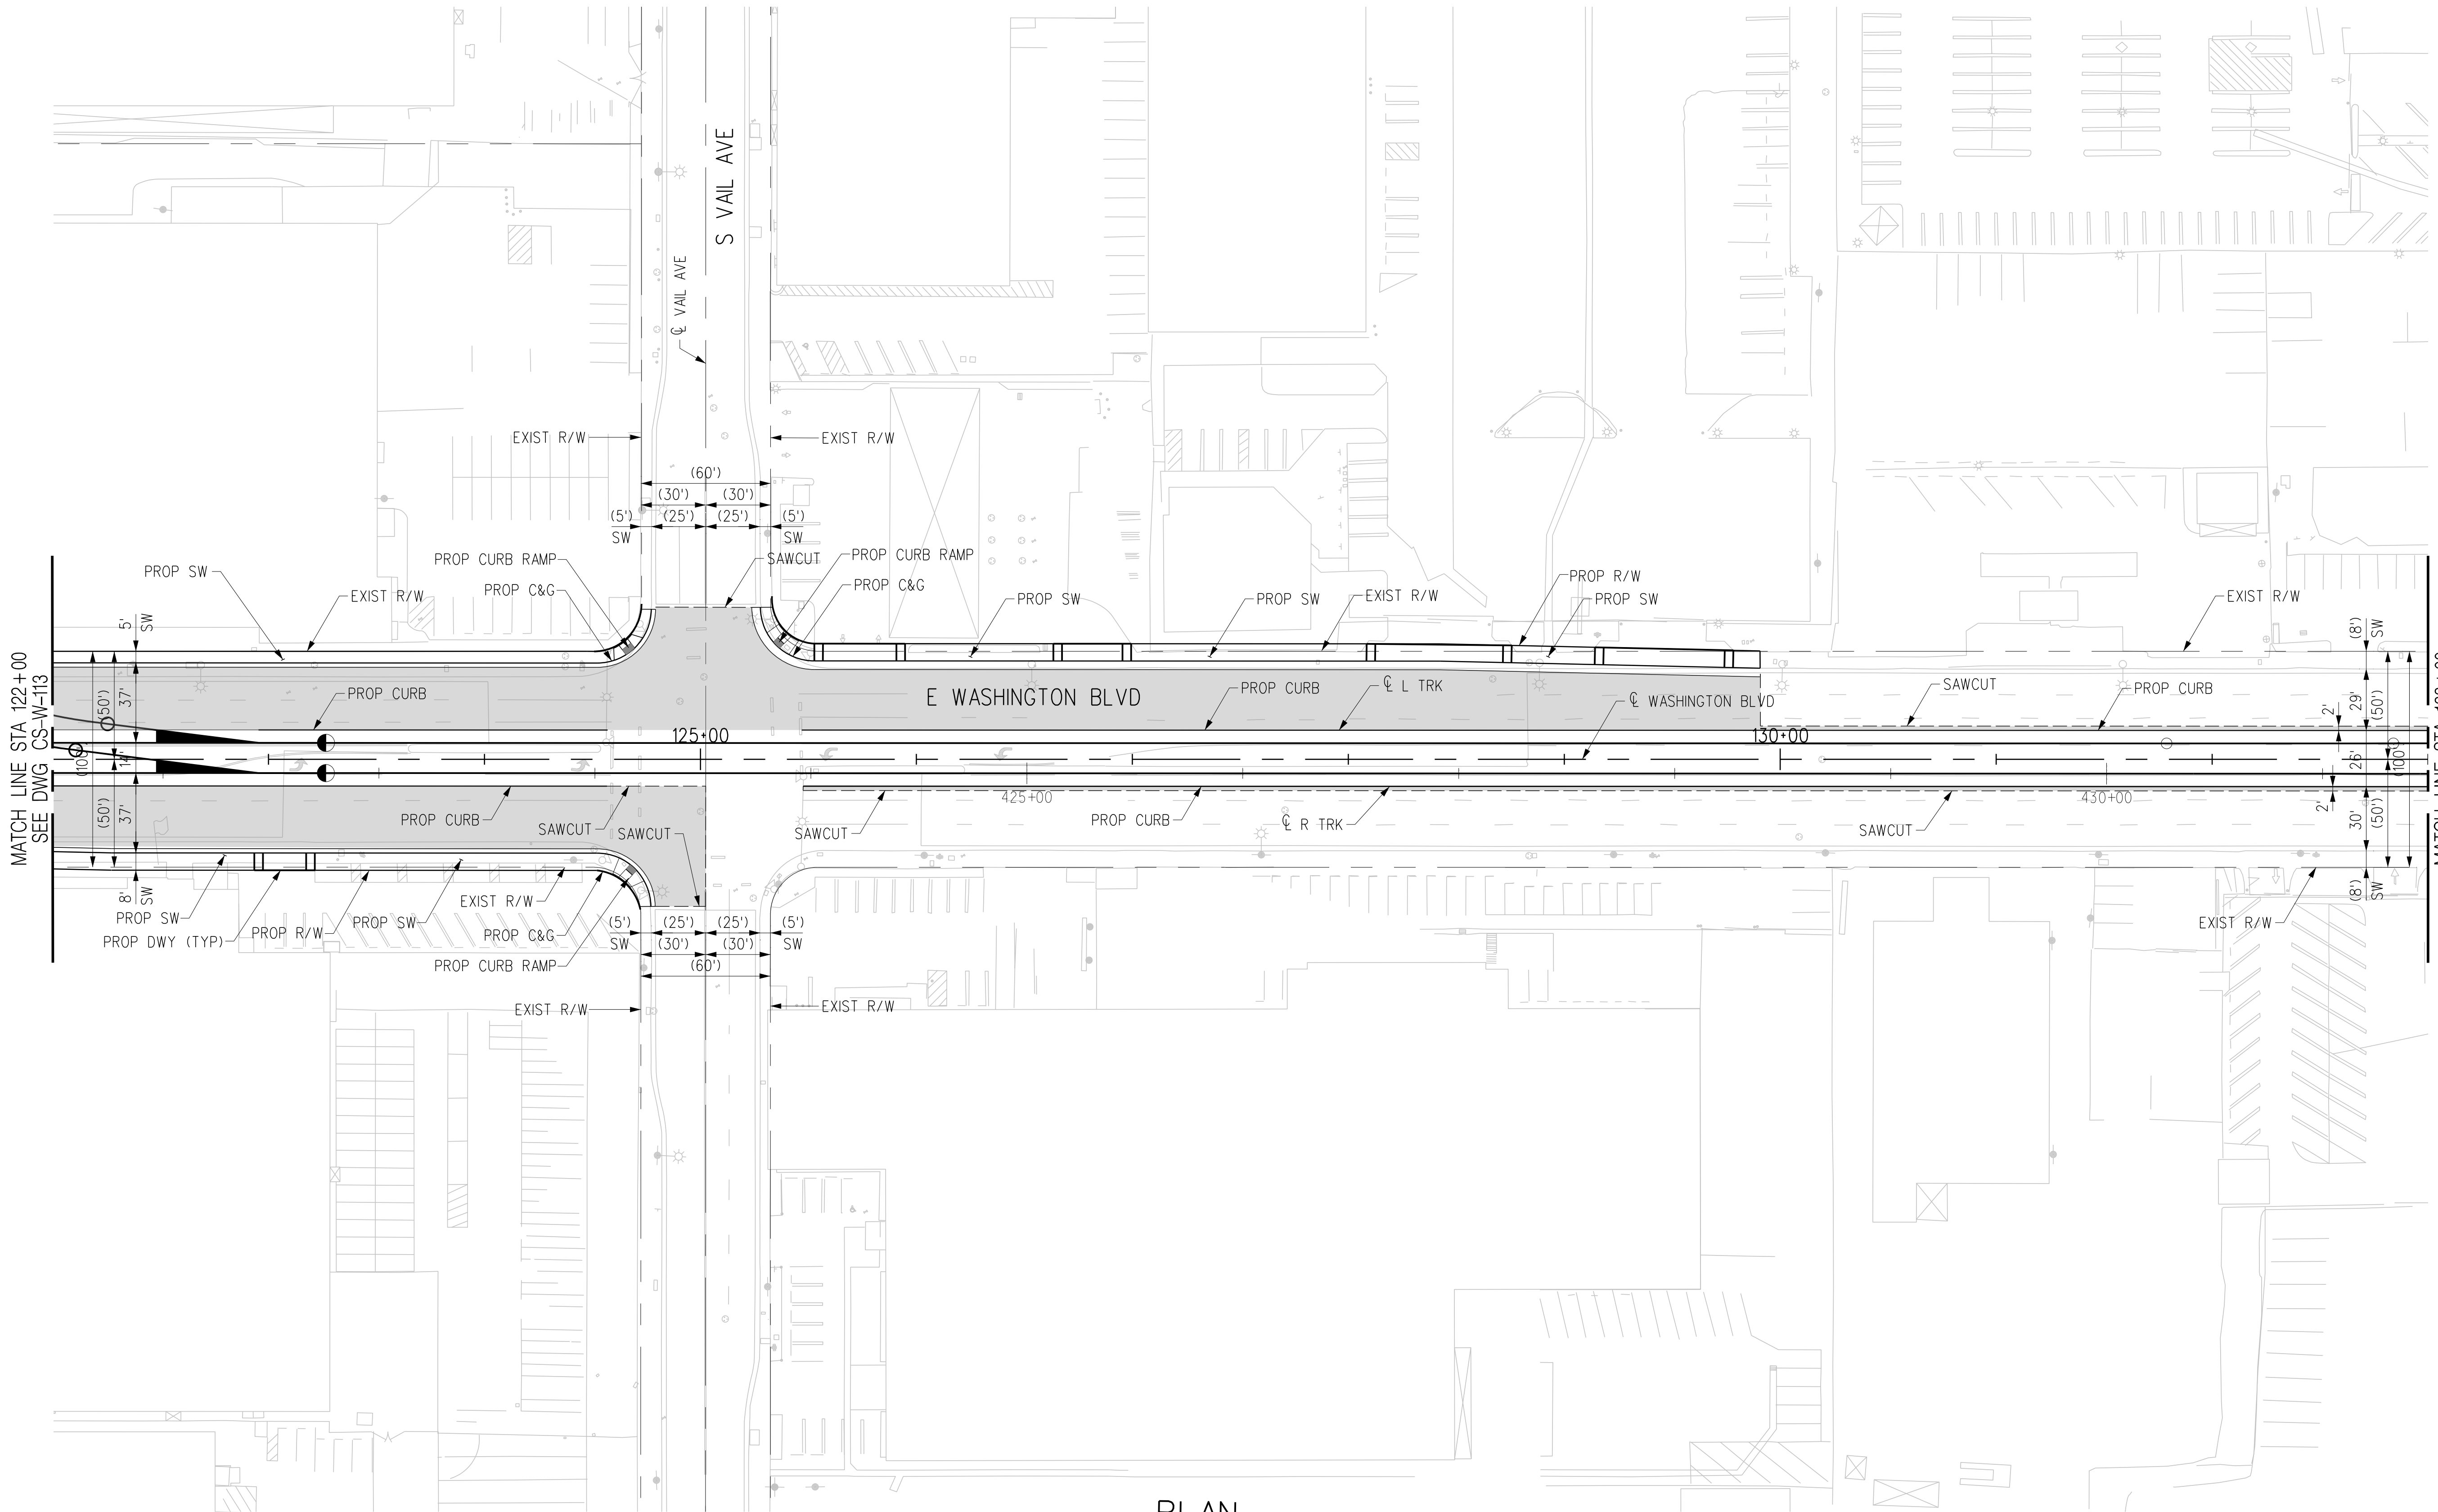 S VAIL AVE
℄ VAIL AVE
EXIST R/W
EXIST R/W
(60')
(30')
(30')
(5')
(25')
(25')
(5')
SW
SW
PROP CURB RAMP
SAWCUT
PROP CURB RAMP
PROP SW
EXIST R/W
PROP C&G
PROP C&G
PROP SW
PROP SW
EXIST R/W
PROP R/W
PROP SW
EXIST R/W
5'
SW
(8')
SW
MATCH LINE STA 122+00
SEE DWG CS-W-113
(100')
(50')
37'
PROP CURB
E WASHINGTON BLVD
PROP CURB
℄ L TRK
℄ WASHINGTON BLVD
SAWCUT
PROP CURB
2'
29'
(50')
125+00
130+00
14'
26'
(100')
MATCH LINE STA
(50')
37'
PROP CURB
SAWCUT
SAWCUT
SAWCUT
425+00
PROP CURB
℄ R TRK
SAWCUT
430+00
2'
30'
(50')
8'
SW
PROP SW
PROP DWY (TYP)
PROP R/W
PROP SW
EXIST R/W
PROP C&G
PROP CURB RAMP
(5')
(25')
(25')
(5')
SW
(30')
(30')
SW
(60')
EXIST R/W
EXIST R/W
(8')
SW
EXIST R/W
PLAN